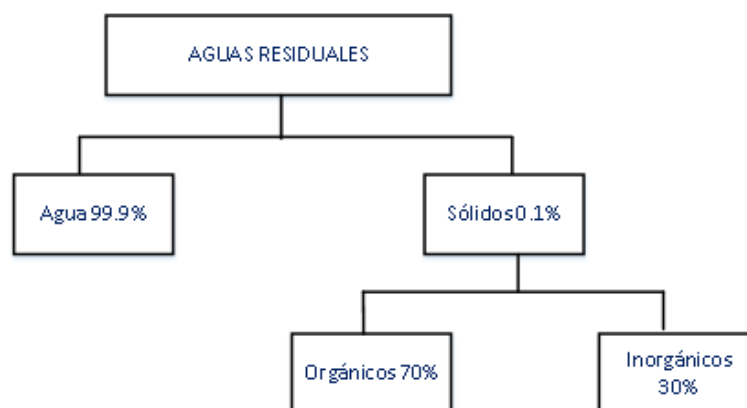 AGUAS RESIDUALES
Agua 99.9%
Sólidos 0.1%
Orgánicos 70%
Inorgánicos
30%